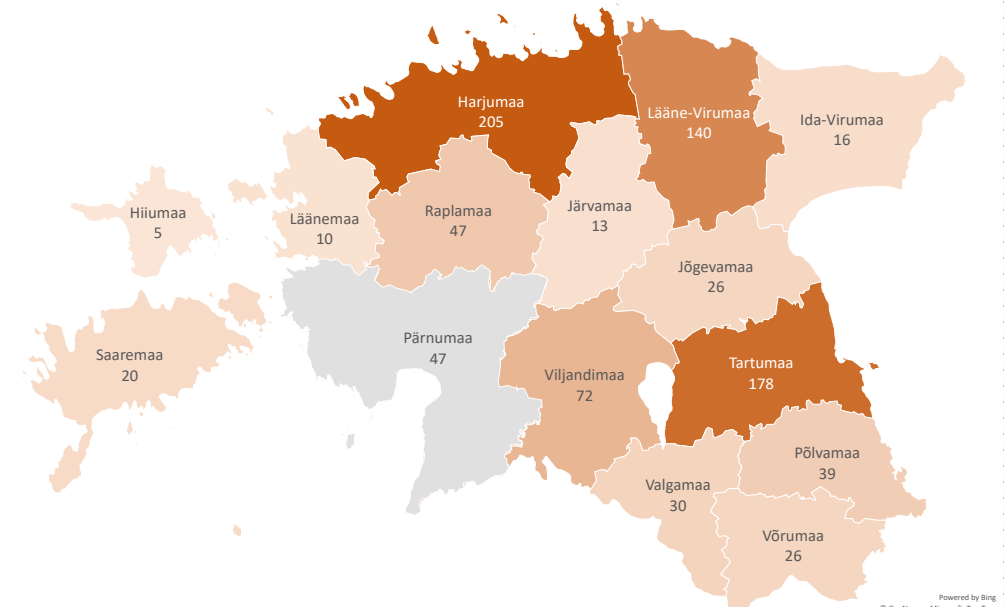 Harjumaa
205
Lääne-Virumaa
140
Ida-Virumaa
16
Hiiumaa
5
Läänemaa
10
Raplamaa
47
Järvamaa
13
Jõgevamaa
26
Saaremaa
20
Pärnumaa
47
Viljandimaa
72
Tartumaa
178
Põlvamaa
39
Valgamaa
30
Võrumaa
26
Powered by Bing